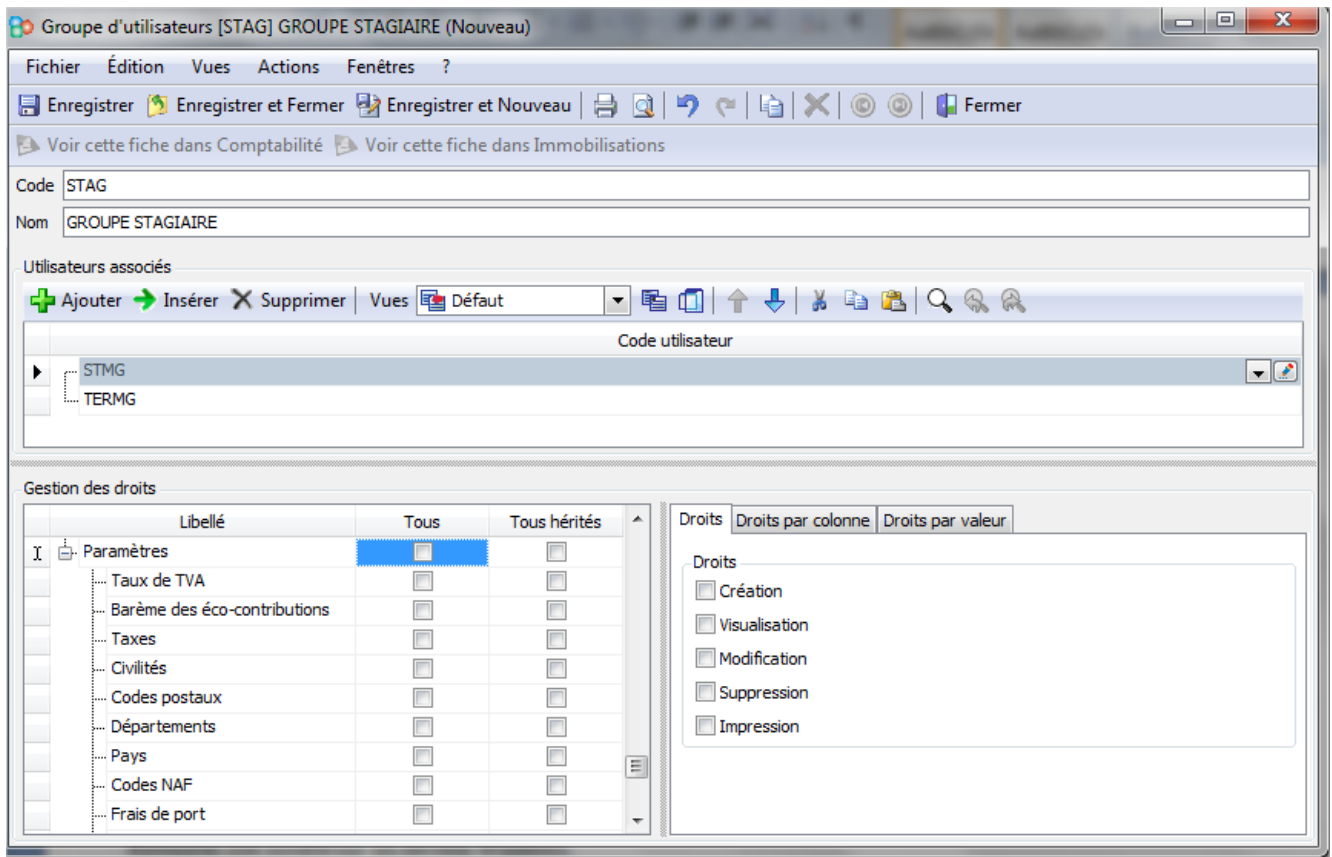 Groupe d'utilisateurs [STAG] GROUPE STAGIAIRE (Nouveau)
Fichier Édition Vues Actions Fenêtres ?
Enregistrer Enregistrer et Fermer Enregistrer et Nouveau Fermer
Voir cette fiche dans Comptabilité Voir cette fiche dans Immobilisations
Code STAG
Nom GROUPE STAGIAIRE
Utilisateurs associés
Ajouter Insérer Supprimer Vues Défaut
Code utilisateur
STMG
TERMG
Gestion des droits
Libellé Tous Tous hérités
Paramètres
Taux de TVA
Barème des éco-contributions
Taxes
Civilités
Codes postaux
Départements
Pays
Codes NAF
Frais de port
Droits Droits par colonne Droits par valeur
Droits
Création
Visualisation
Modification
Suppression
Impression